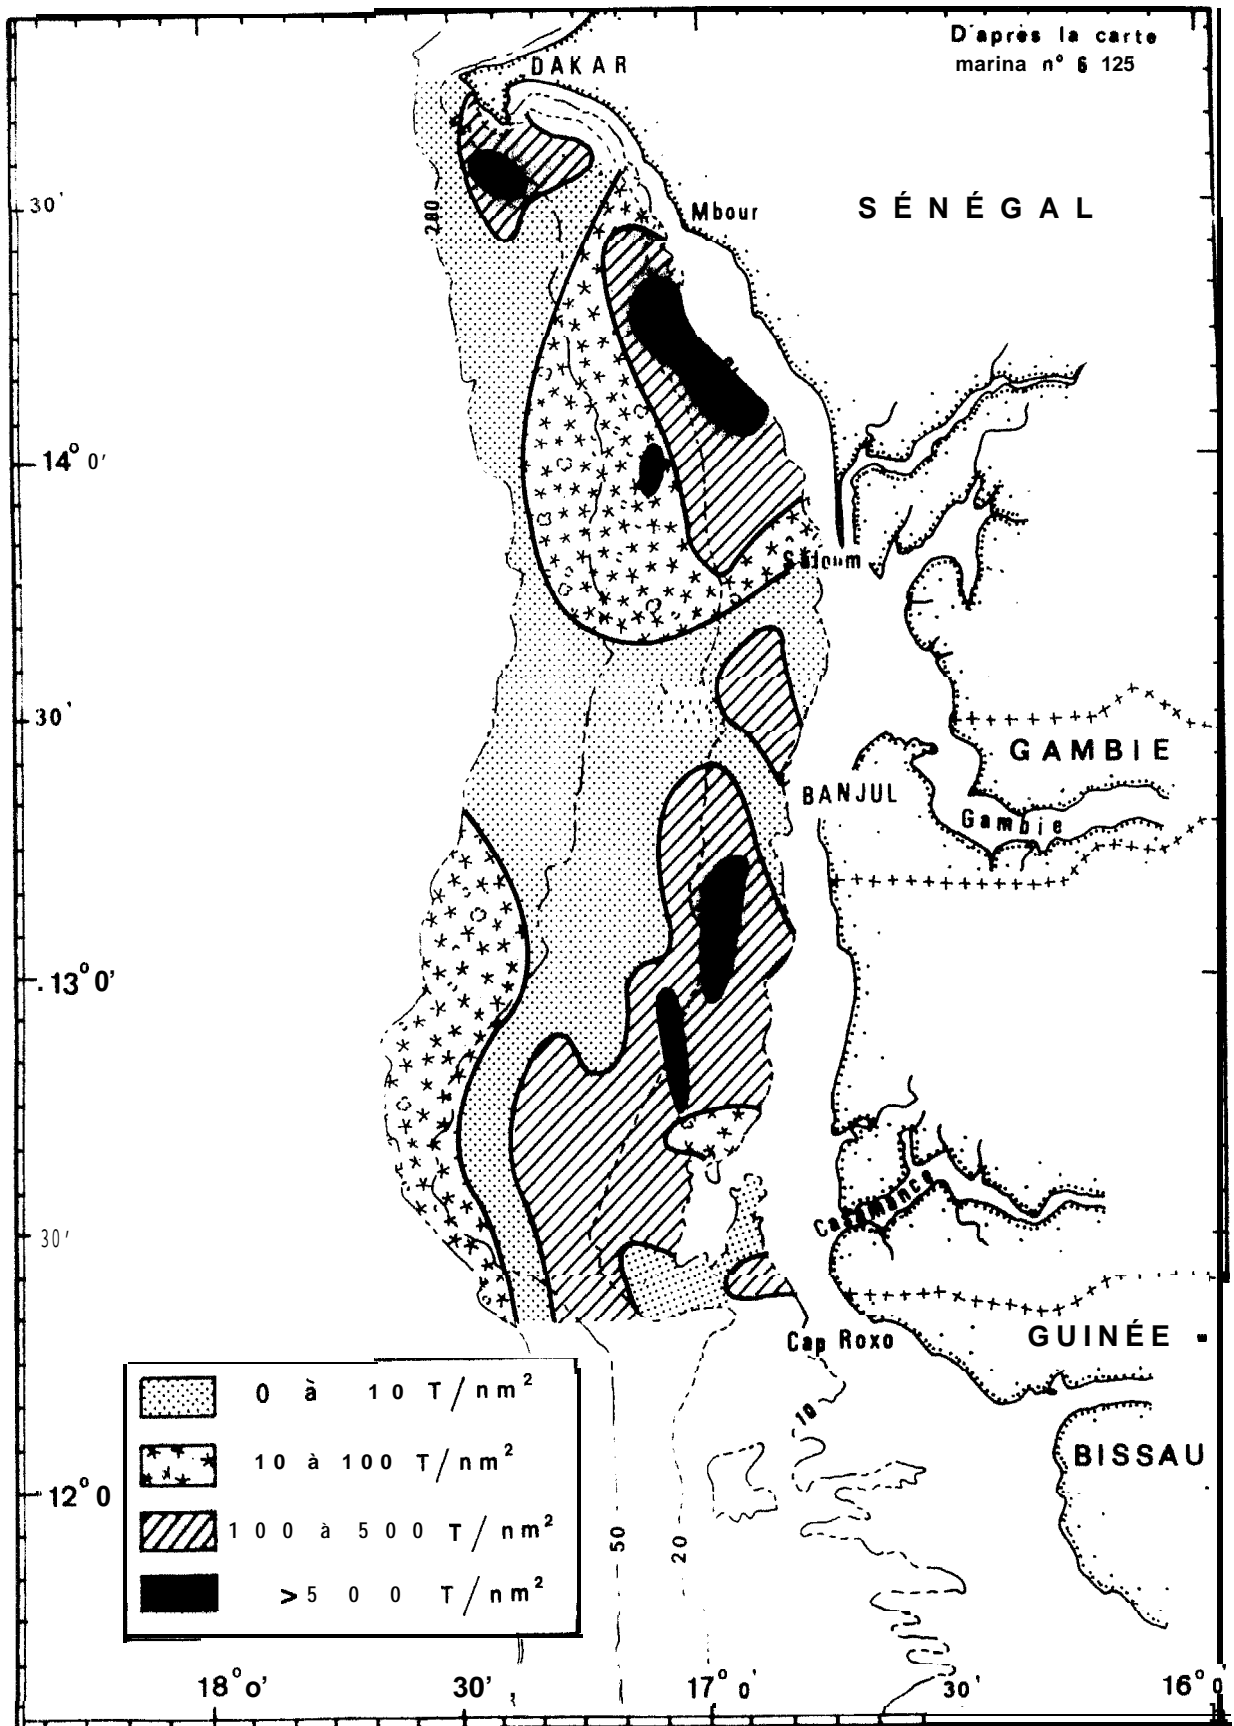 D'après la carte
marina n° 6 125
DAKAR
30'
200
Mbour
SÉNÉGAL
14° 0'
Saloum
30'
GAMBIE
BANJUL
Gambie
13° 0'
Casamance
30'
Cap Roxo
GUINÉE -
BISSAU
10
0 à 10 T/nm²
10 à 100 T/nm²
100 à 500 T/nm²
>500 T/nm²
12° 0
50
20
18° 0'
30'
17° 0'
30'
16° 0'